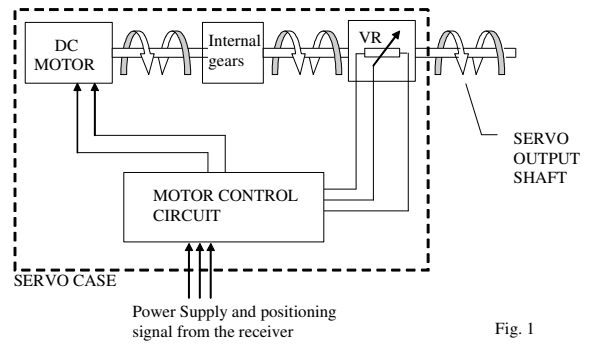 DC
MOTOR
Internal
gears
VR
SERVO
OUTPUT
SHAFT
MOTOR CONTROL
CIRCUIT
SERVO CASE
Power Supply and positioning
signal from the receiver
Fig. 1